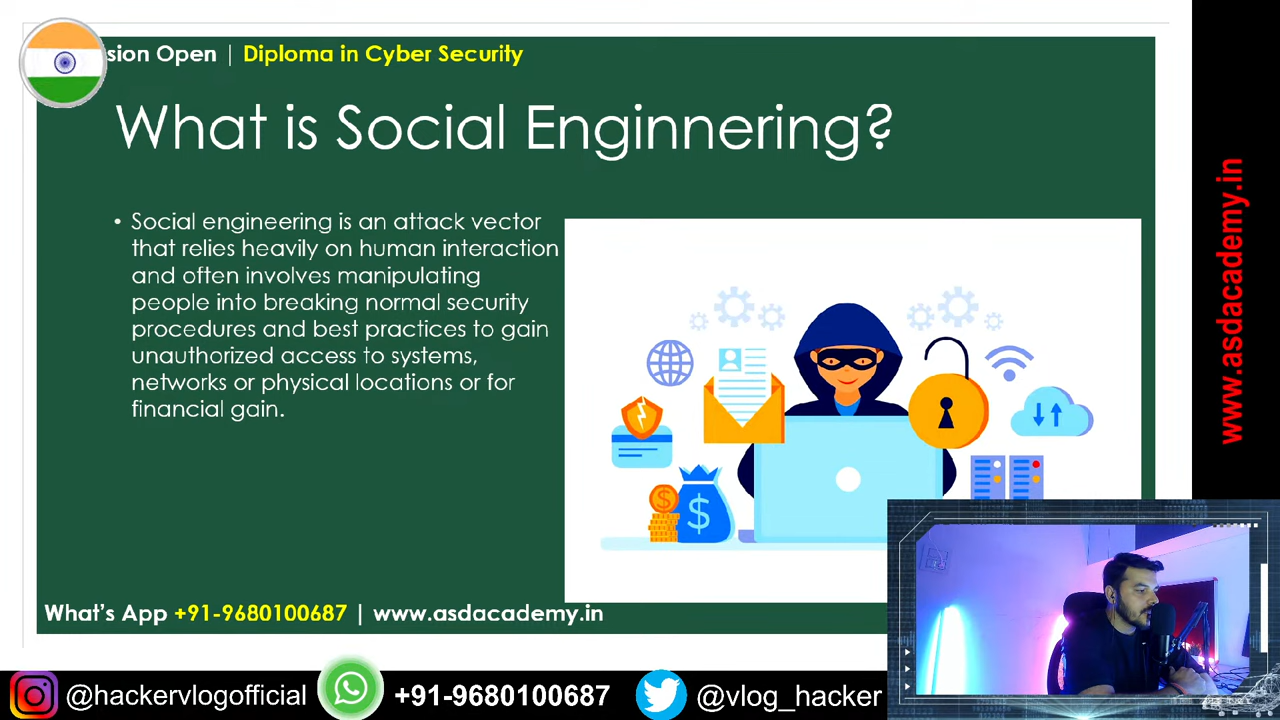 sion Open | Diploma in Cyber Security
What is Social Enginnering?
• Social engineering is an attack vector
that relies heavily on human interaction
and often involves manipulating
people into breaking normal security
procedures and best practices to gain
unauthorized access to systems,
networks or physical locations or for
financial gain.
What's App +91-9680100687 | www.asdacademy.in
www.asdacademy.in
@hackervlogofficial
+91-9680100687
@vlog_hacker